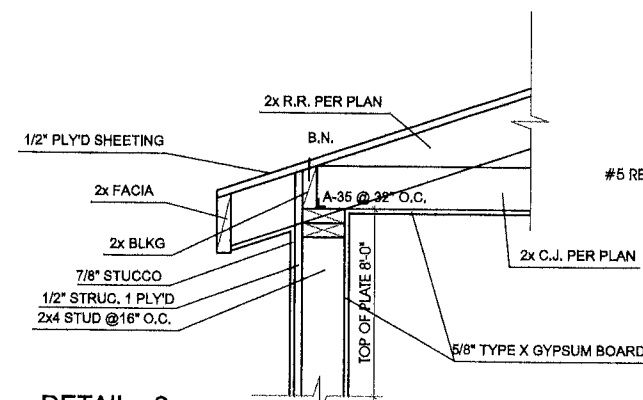 2x R.R. PER PLAN
1/2" PLY'D SHEETING
B.N.
2x FACIA
A-35 @ 32" O.C.
#5 RE
2x BLKG
2x C.J. PER PLAN
7/8" STUCCO
1/2" STRUC. 1 PLY'D
2x4 STUD @16" O.C.
TOP OF PLATE 8'-0"
5/8" TYPE X GYPSUM BOARD
DETAIL